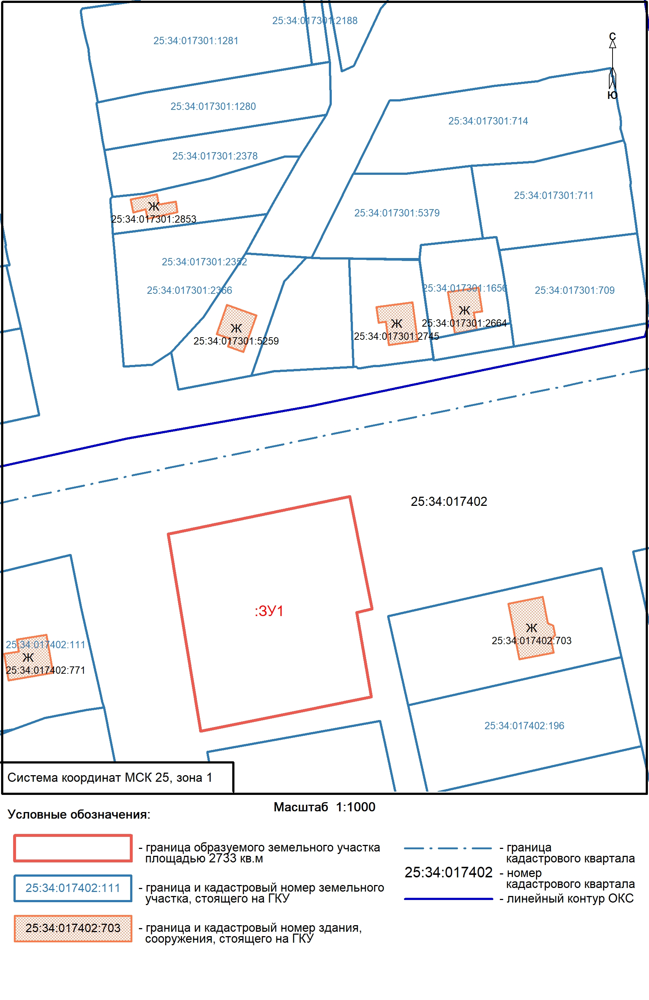 25:34:017301:2188
25:34:017301:1281
С
Ю
25:34:017301:1280
25:34:017301:714
25:34:017301:2378
25:34:017301:711
Ж
25:34:017301:2853
25:34:017301:5379
25:34:017301:2352
25:34:017301:2366
25:34:017301:1656
25:34:017301:709
Ж
25:34:017301:2664
Ж
25:34:017301:5259
Ж
25:34:017301:2745
25:34:017402
:ЗУ1
Ж
25:34:017402:703
25:34:017402:111
Ж
25:34:017402:771
25:34:017402:196
Система координат МСК 25, зона 1
Масштаб 1:1000
Условные обозначения:
- граница образуемого земельного участка
площадью 2733 кв.м
25:34:017402:111
- граница и кадастровый номер земельного
участка, стоящего на ГКУ
25:34:017402:703
- граница и кадастровый номер здания,
сооружения, стоящего на ГКУ
- граница
кадастрового квартала
25:34:017402
- номер
кадастрового квартала
- линейный контур ОКС